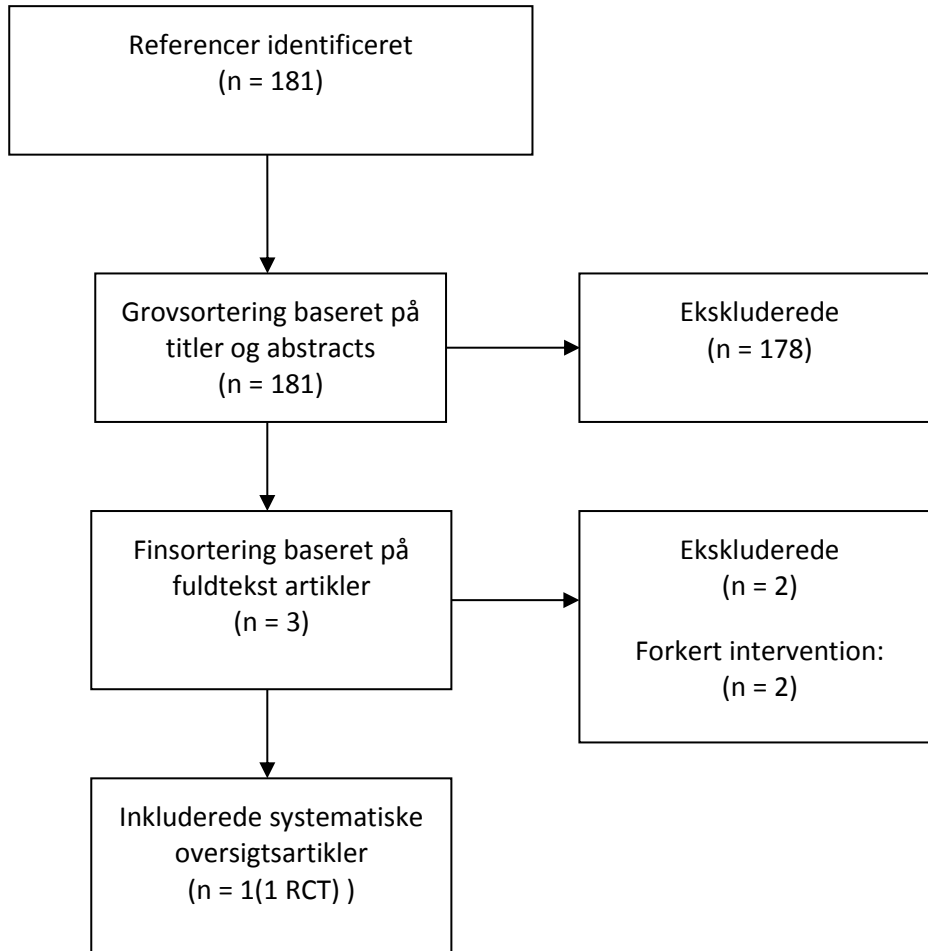 Referencer identificeret
(n = 181)
Grovsortering baseret på
titler og abstracts
(n = 181)
Ekskluderede
(n = 178)
Finsortering baseret på
fuldtekst artikler
(n = 3)
Ekskluderede
(n = 2)
Forkert intervention:
(n = 2)
Inkluderede systematiske
oversigtsartikler
(n = 1(1 RCT) )